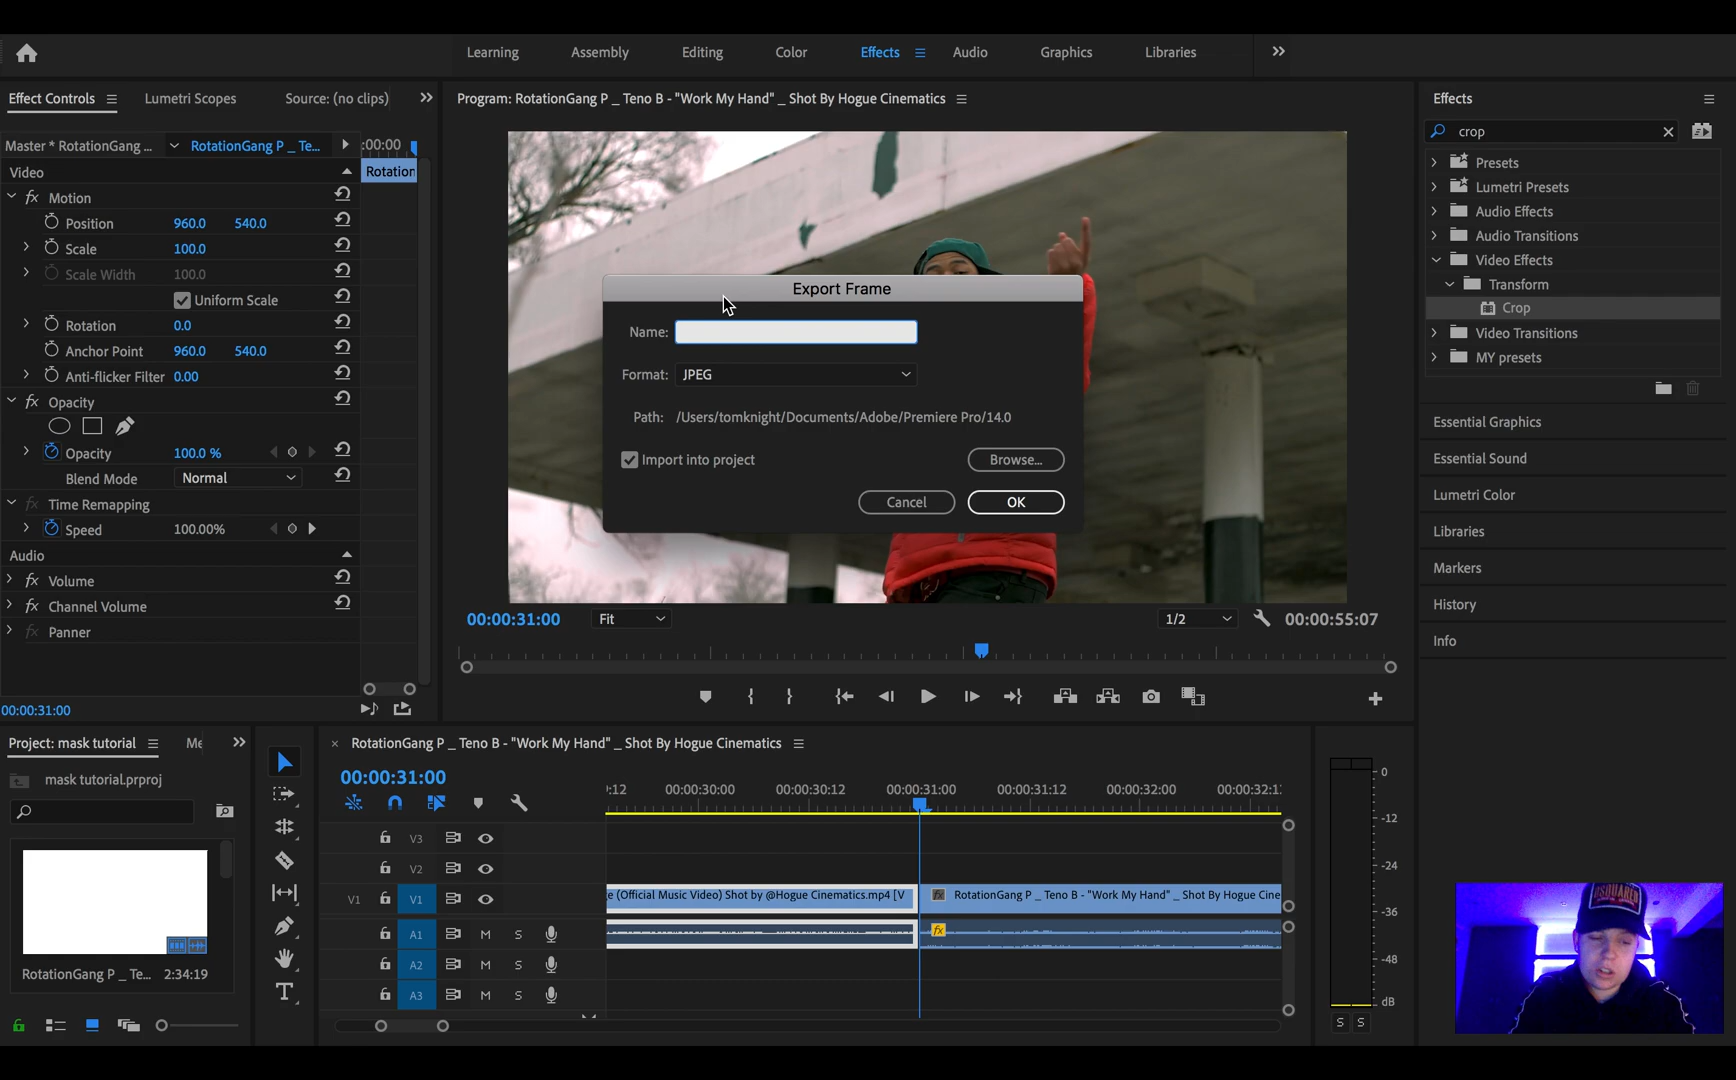 Learning Assembly Editing Color Effects Audio Graphics Libraries
Effect Controls Lumetri Scopes Source: (no clips)
Program: RotationGang P _ Teno B - "Work My Hand" _ Shot By Hogue Cinematics
Effects
Master * RotationGang ... RotationGang P _ Te... :00:00
crop
Video Rotation
Motion
Position 960.0 540.0
Scale 100.0
Scale Width 100.0
Uniform Scale
Rotation 0.0
Anchor Point 960.0 540.0
Anti-flicker Filter 0.00
Opacity
Opacity 100.0 %
Blend Mode Normal
Time Remapping
Speed 100.00%
Audio
Volume
Channel Volume
Panner
00:00:31:00
Export Frame
Name:
Format: JPEG
Path: /Users/tomknight/Documents/Adobe/Premiere Pro/14.0
Import into project Browse...
Cancel OK
00:00:31:00 Fit 1/2 00:00:55:07
Presets
Lumetri Presets
Audio Effects
Audio Transitions
Video Effects
Transform
Crop
Video Transitions
MY presets
Essential Graphics
Essential Sound
Lumetri Color
Libraries
Markers
History
Info
Project: mask tutorial Me
mask tutorial.prproj
RotationGang P _ Te... 2:34:19
RotationGang P _ Teno B - "Work My Hand" _ Shot By Hogue Cinematics
00:00:31:00
:12 00:00:30:00 00:00:30:12 00:00:31:00 00:00:31:12 00:00:32:00 00:00:32:1
V3
V2
V1 V1 e (Official Music Video) Shot by @Hogue Cinematics.mp4 [V fx RotationGang P _ Teno B - "Work My Hand" _ Shot By Hogue Cine
A1 M S fx
A2 M S
A3 M S
0
-12
-24
-36
-48
dB
S S